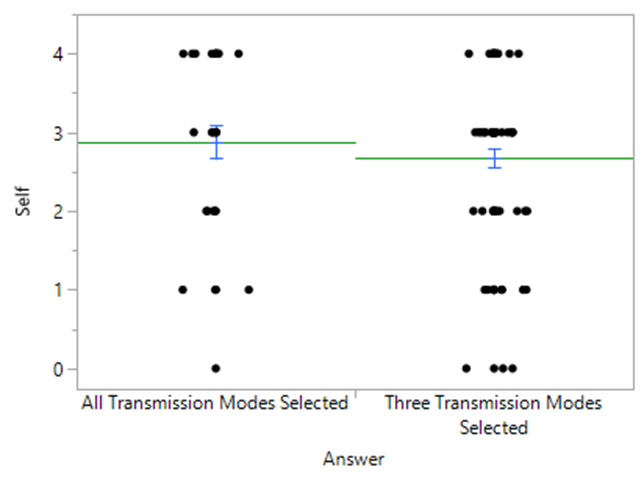 4
3
2
1
0
Self
All Transmission Modes Selected
Three Transmission Modes
Selected
Answer